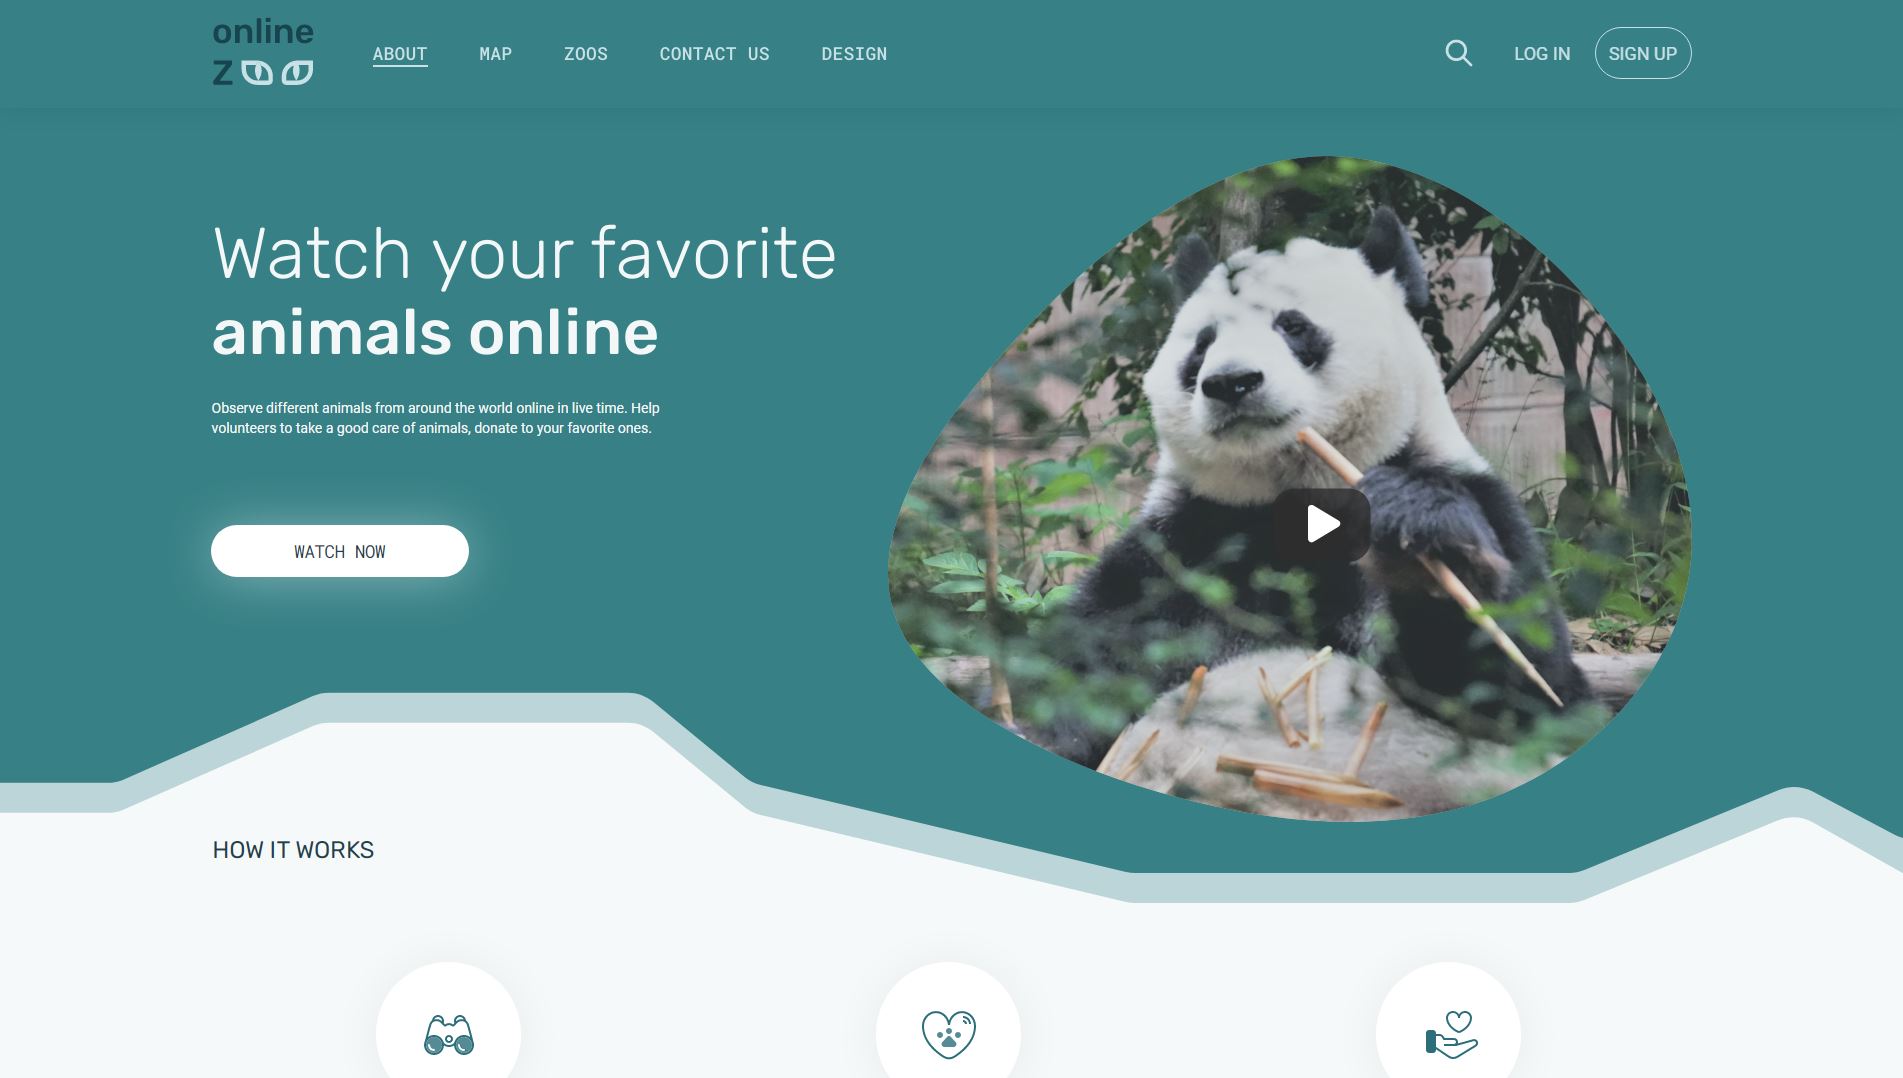 online
zoo
ABOUT
MAP
ZOOS
CONTACT US
DESIGN
LOG IN
SIGN UP
Watch your favorite
animals online
Observe different animals from around the world online in live time. Help
volunteers to take a good care of animals, donate to your favorite ones.
WATCH NOW
HOW IT WORKS